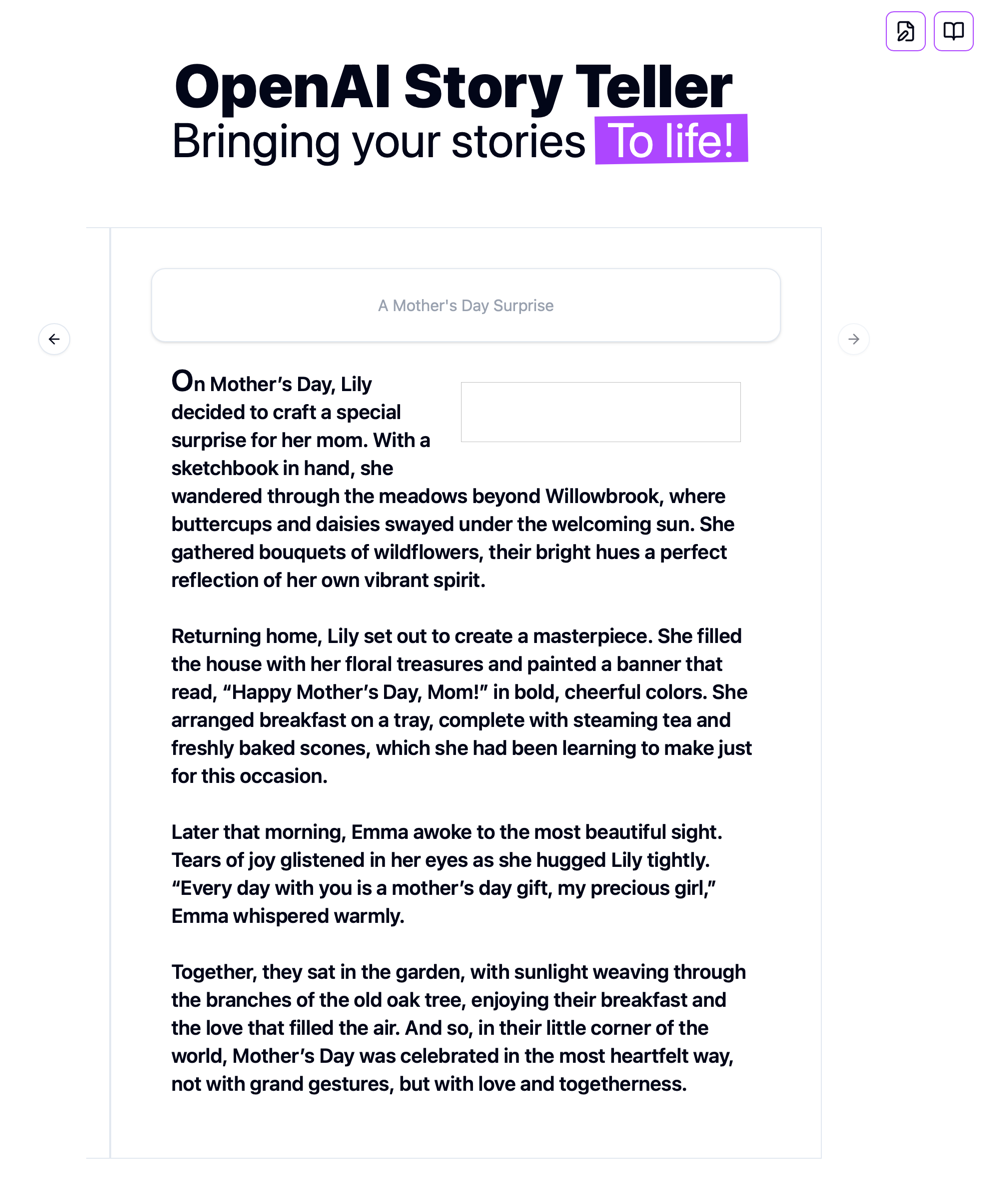 OpenAI Story Teller
Bringing your stories To life!
A Mother's Day Surprise
On Mother’s Day, Lily
decided to craft a special
surprise for her mom. With a
sketchbook in hand, she
wandered through the meadows beyond Willowbrook, where
buttercups and daisies swayed under the welcoming sun. She
gathered bouquets of wildflowers, their bright hues a perfect
reflection of her own vibrant spirit.
Returning home, Lily set out to create a masterpiece. She filled
the house with her floral treasures and painted a banner that
read, “Happy Mother’s Day, Mom!” in bold, cheerful colors. She
arranged breakfast on a tray, complete with steaming tea and
freshly baked scones, which she had been learning to make just
for this occasion.
Later that morning, Emma awoke to the most beautiful sight.
Tears of joy glistened in her eyes as she hugged Lily tightly.
“Every day with you is a mother’s day gift, my precious girl,”
Emma whispered warmly.
Together, they sat in the garden, with sunlight weaving through
the branches of the old oak tree, enjoying their breakfast and
the love that filled the air. And so, in their little corner of the
world, Mother’s Day was celebrated in the most heartfelt way,
not with grand gestures, but with love and togetherness.